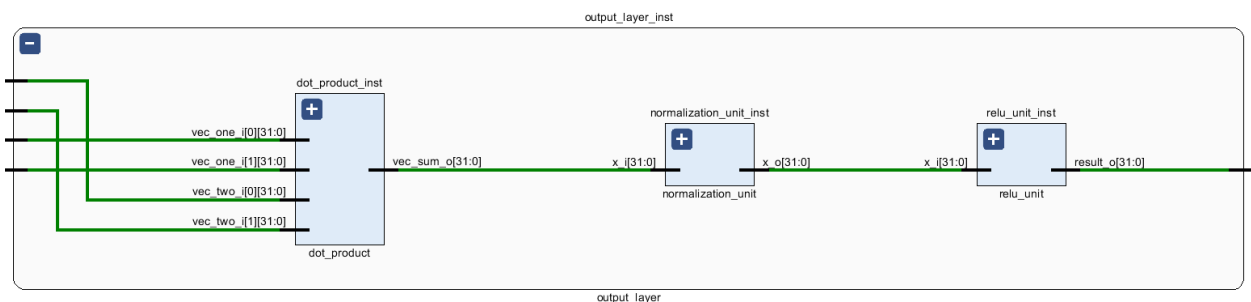 output_layer_inst
dot_product_inst
vec_one_i[0][31:0]
vec_one_i[1][31:0]
vec_two_i[0][31:0]
vec_two_i[1][31:0]
vec_sum_o[31:0]
dot_product
normalization_unit_inst
x_i[31:0]
x_o[31:0]
normalization_unit
relu_unit_inst
x_i[31:0]
result_o[31:0]
relu_unit
output_layer